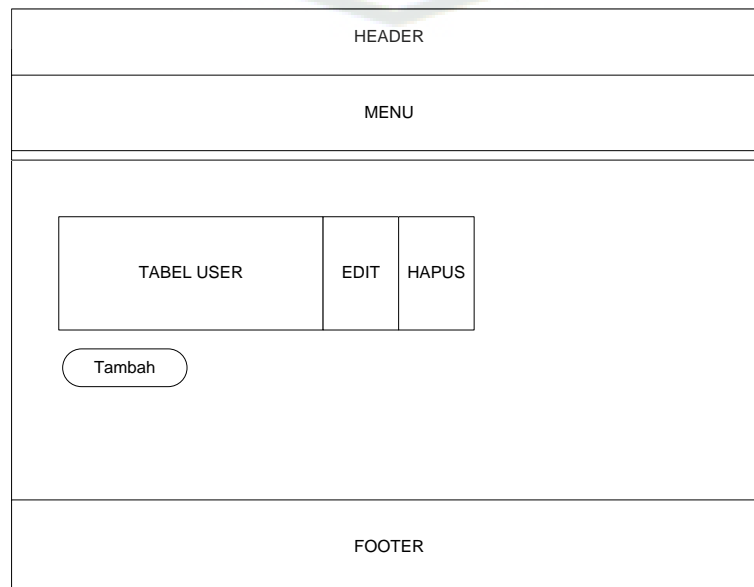 HEADER
MENU
TABEL USER EDIT HAPUS
Tambah
FOOTER